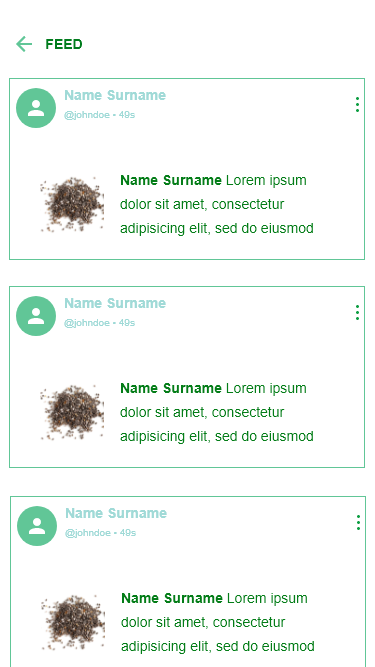 FEED
Name Surname
@johndoe • 49s
Name Surname Lorem ipsum
dolor sit amet, consectetur
adipisicing elit, sed do eiusmod
Name Surname
@johndoe • 49s
Name Surname Lorem ipsum
dolor sit amet, consectetur
adipisicing elit, sed do eiusmod
Name Surname
@johndoe • 49s
Name Surname Lorem ipsum
dolor sit amet, consectetur
adipisicing elit, sed do eiusmod